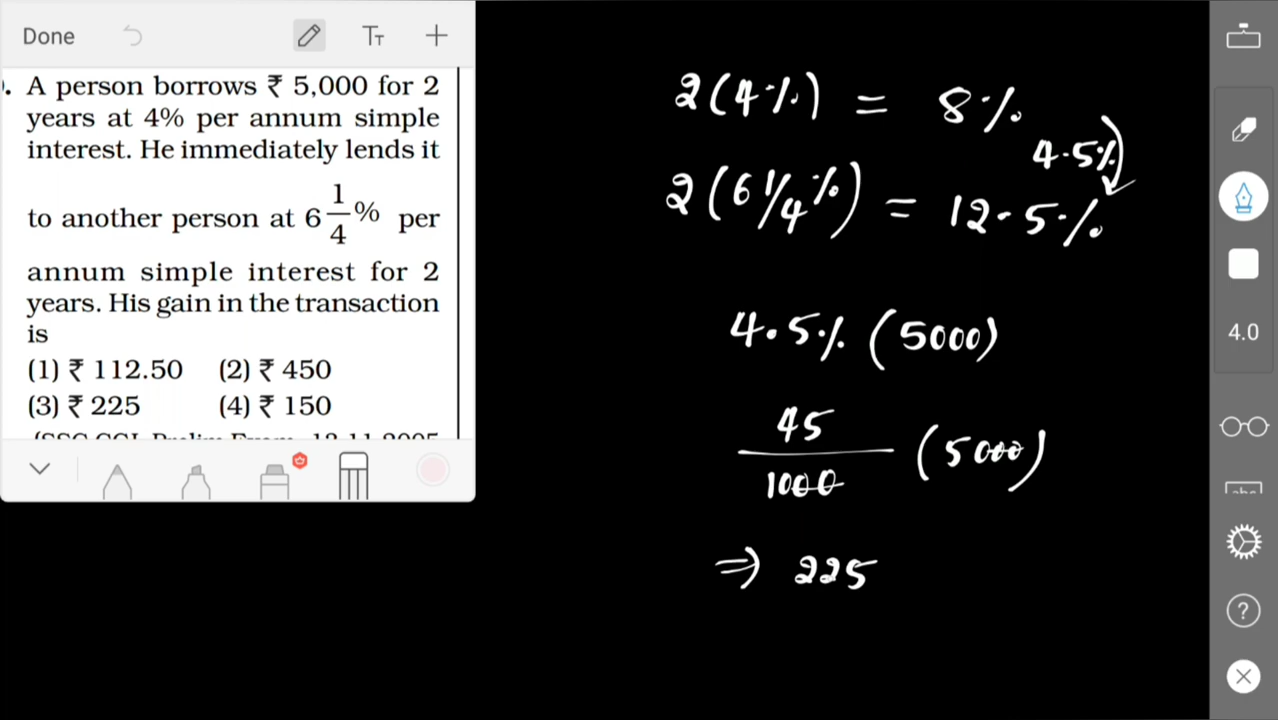 Done
. A person borrows ₹ 5,000 for 2
years at 4% per annum simple
interest. He immediately lends it
to another person at 6 1/4 % per
annum simple interest for 2
years. His gain in the transaction
is
(1) ₹ 112.50 (2) ₹ 450
(3) ₹ 225 (4) ₹ 150
2(4%) = 8%
4.5%
2(6 1/4 %) = 12.5%
4.5% (5000)
45/1000 (5000)
⇒ 225
4.0
abc
?